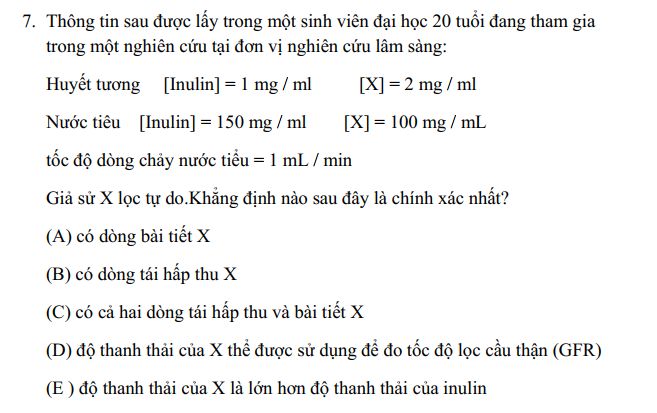 7. Thông tin sau được lấy trong một sinh viên đại học 20 tuổi đang tham gia
trong một nghiên cứu tại đơn vị nghiên cứu lâm sàng:
Huyết tương [Inulin] = 1 mg / ml [X] = 2 mg / ml
Nước tiêu [Inulin] = 150 mg / ml [X] = 100 mg / mL
tốc độ dòng chảy nước tiểu = 1 mL / min
Giả sử X lọc tự do.Khẳng định nào sau đây là chính xác nhất?
(A) có dòng bài tiết X
(B) có dòng tái hấp thu X
(C) có cả hai dòng tái hấp thu và bài tiết X
(D) độ thanh thải của X thể được sử dụng để đo tốc độ lọc cầu thận (GFR)
(E ) độ thanh thải của X là lớn hơn độ thanh thải của inulin